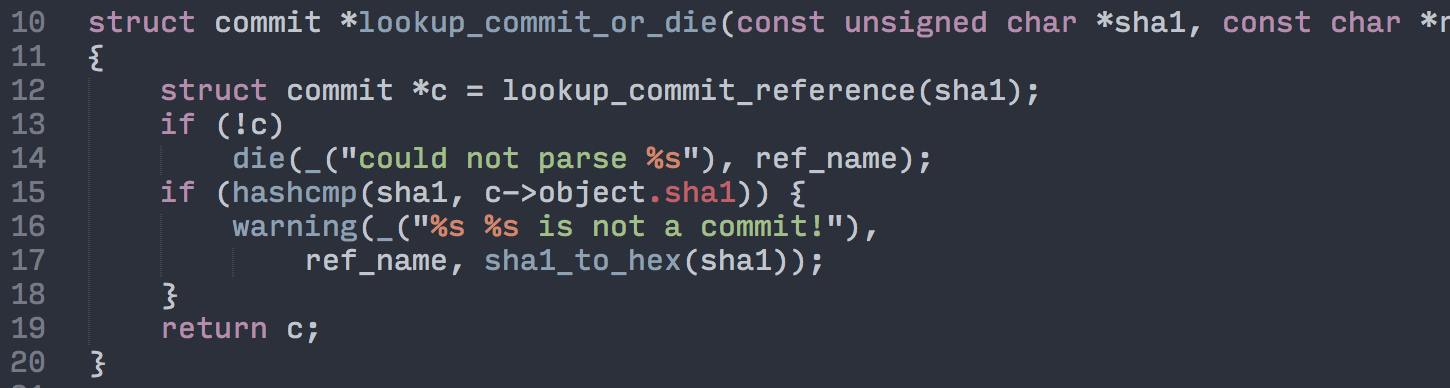 10 struct commit *lookup_commit_or_die(const unsigned char *sha1, const char *r
11 {
12     struct commit *c = lookup_commit_reference(sha1);
13     if (!c)
14         die(_("could not parse %s"), ref_name);
15     if (hashcmp(sha1, c->object.sha1)) {
16         warning(_("%s %s is not a commit!"),
17             ref_name, sha1_to_hex(sha1));
18     }
19     return c;
20 }